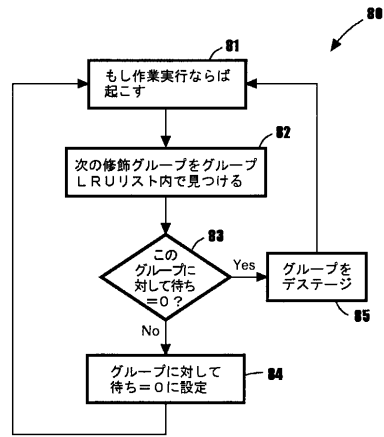 80
81
もし作業実行ならば
起こす
82
次の修飾グループをグループ
LRUリスト内で見つける
83
この
グループに
対して待ち
=0?
Yes
グループを
デステージ
85
No
グループに対して
待ち=0に設定
84